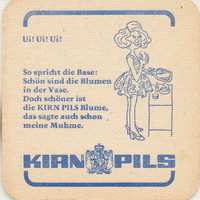 Ui! Ui! Ui!
So spricht die Base:
Schön sind die Blumen
in der Vase.
Doch schöner ist
die KIRN PILS Blume,
das sagte auch schon
meine Muhme.
KIRN PILS